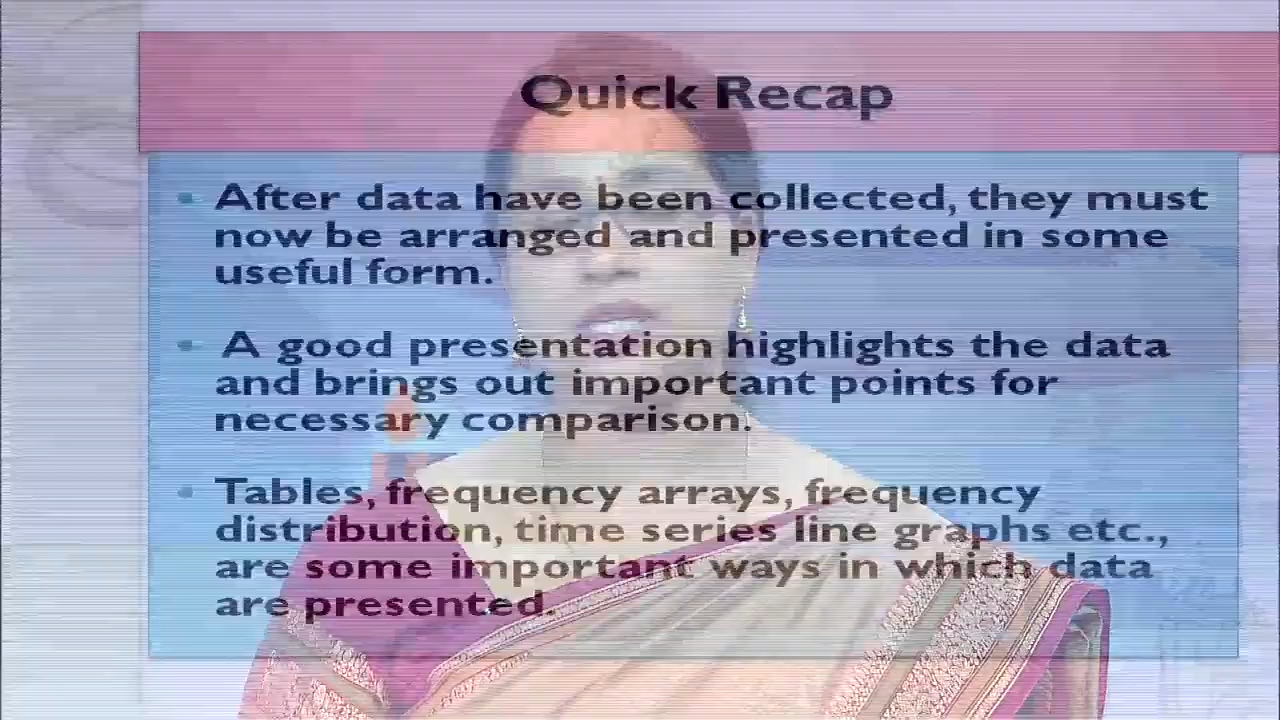 Quick Recap
After data have been collected, they must
now be arranged and presented in some
useful form.
A good presentation highlights the data
and brings out important points for
necessary comparison.
Tables, frequency arrays, frequency
distribution, time series line graphs etc.,
are some important ways in which data
are presented.